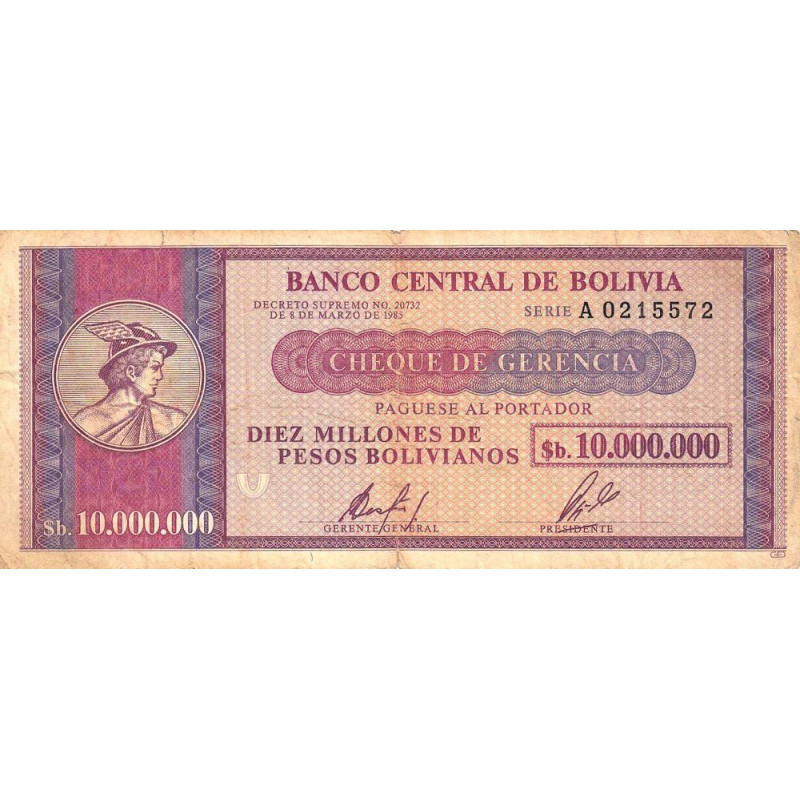 BANCO CENTRAL DE BOLIVIA
DECRETO SUPREMO NO. 20732
DE 8 DE MARZO DE 1985
SERIE A 0215572
CHEQUE DE GERENCIA
PAGUESE AL PORTADOR
DIEZ MILLONES DE
PESOS BOLIVIANOS
$b. 10.000.000
GERENTE GENERAL
PRESIDENTE
$b. 10.000.000